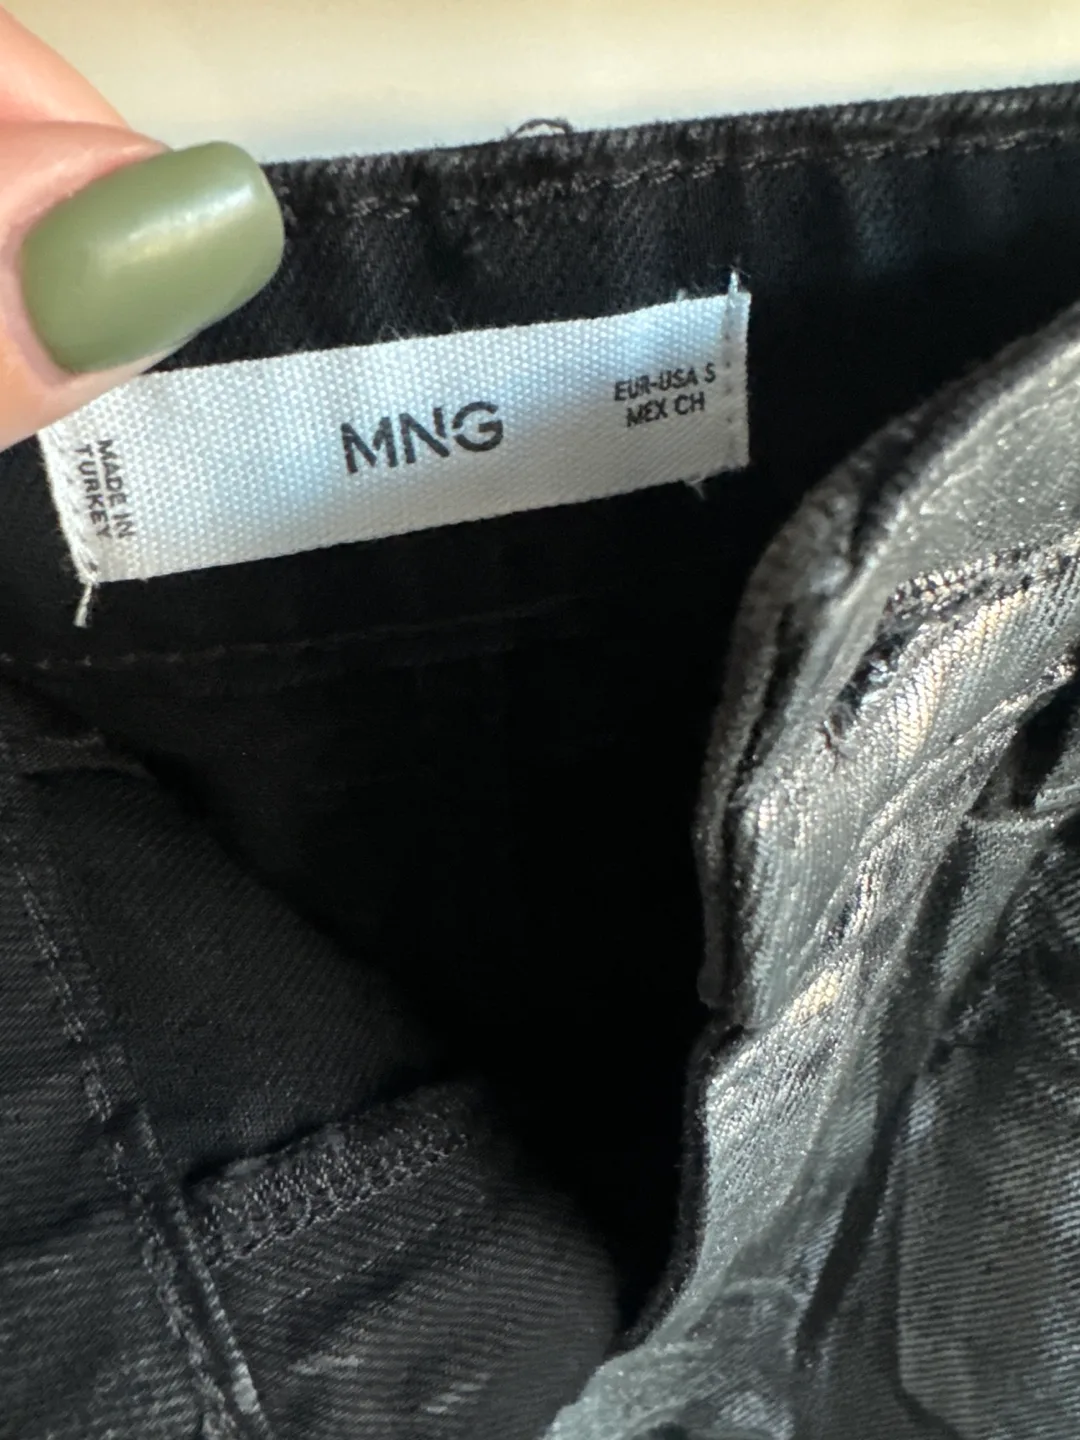 MADE IN
TURKEY
MNG
EUR-USA S
MEX CH